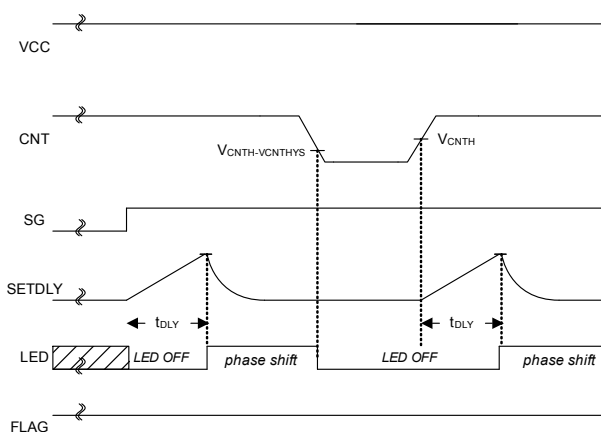 VCC
CNT
VCNTH-VCNTHYS
VCNTH
SG
SETDLY
tDLY
tDLY
LED
LED OFF
phase shift
LED OFF
phase shift
FLAG